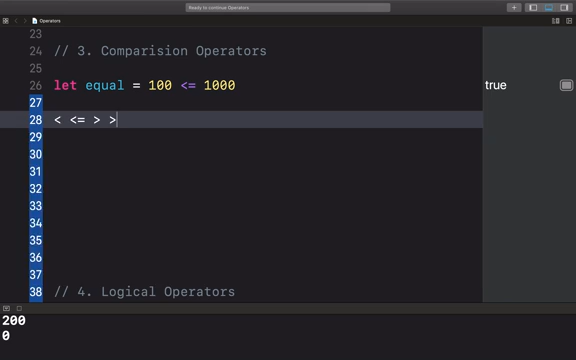 Ready to continue Operators
Operators
23
24 // 3. Comparision Operators
25
26 let equal = 100 <= 1000 true
27
28 < <= > >
29
30
31
32
33
34
35
36
37
38 // 4. Logical Operators
200
0